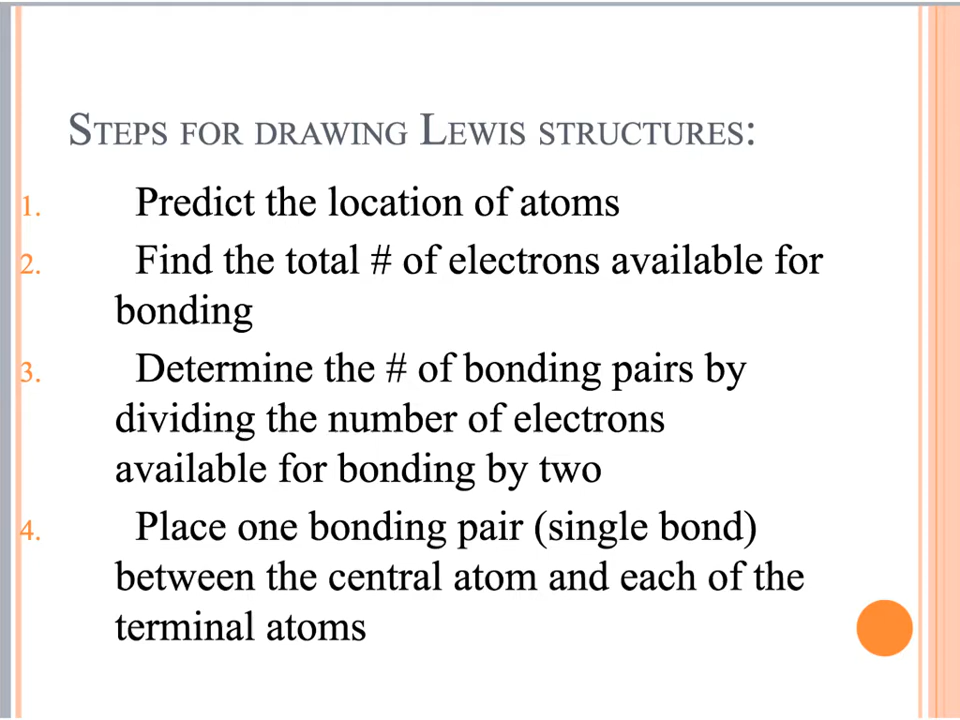 Steps for drawing Lewis structures:
1. Predict the location of atoms
2. Find the total # of electrons available for
bonding
3. Determine the # of bonding pairs by
dividing the number of electrons
available for bonding by two
4. Place one bonding pair (single bond)
between the central atom and each of the
terminal atoms